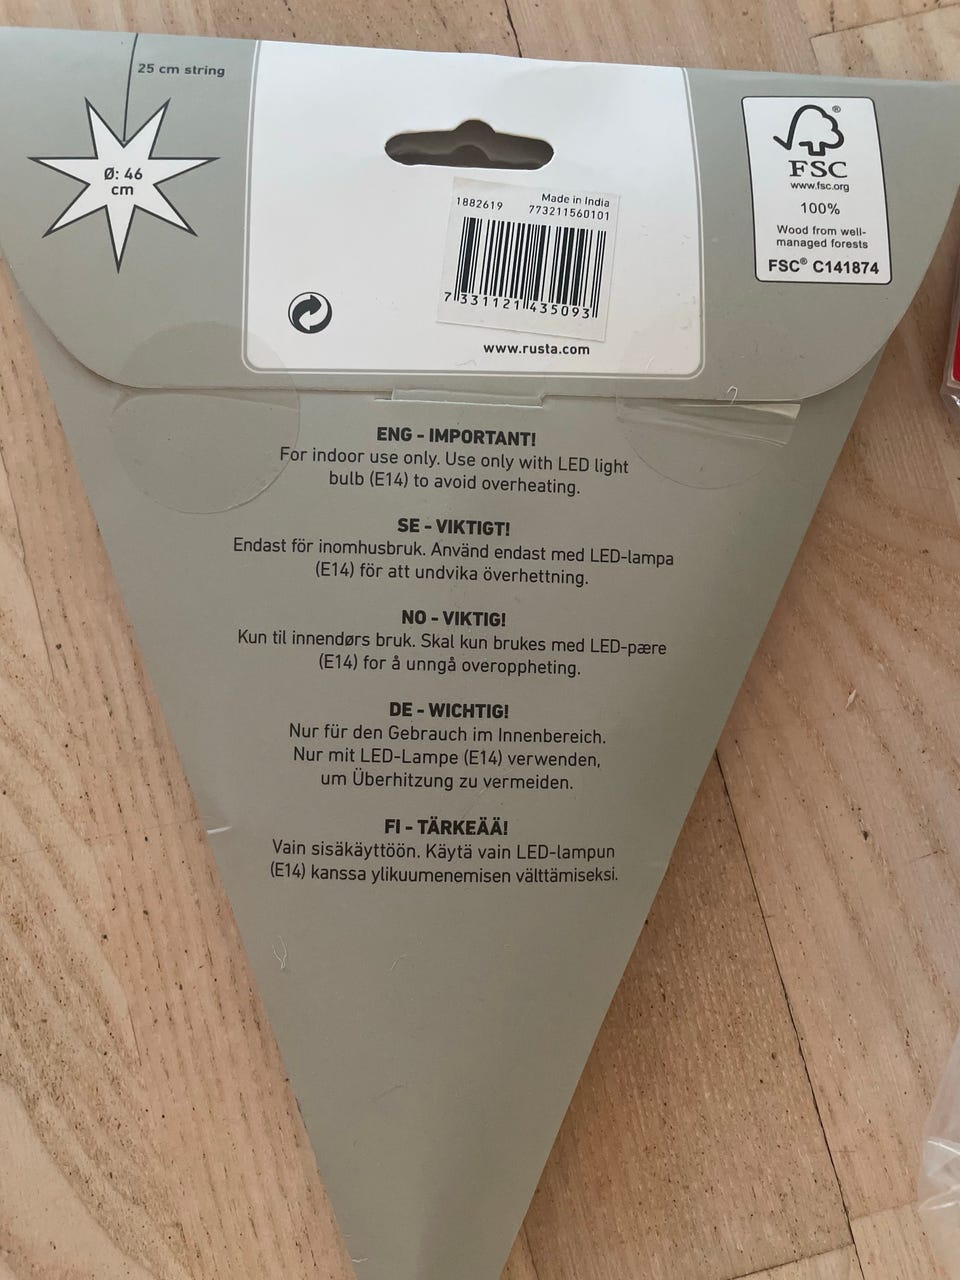 25 cm string
Ø: 46
cm
1882619
Made in India
773211560101
7 331121 435093
www.rusta.com
®
FSC
www.fsc.org
100%
Wood from well-
managed forests
FSC® C141874
ENG - IMPORTANT!
For indoor use only. Use only with LED light
bulb (E14) to avoid overheating.
SE - VIKTIGT!
Endast för inomhusbruk. Använd endast med LED-lampa
(E14) för att undvika överhettning.
NO - VIKTIG!
Kun til innendørs bruk. Skal kun brukes med LED-pære
(E14) for å unngå overoppheting.
DE - WICHTIG!
Nur für den Gebrauch im Innenbereich.
Nur mit LED-Lampe (E14) verwenden,
um Überhitzung zu vermeiden.
FI - TÄRKEÄÄ!
Vain sisäkäyttöön. Käytä vain LED-lampun
(E14) kanssa ylikuumenemisen välttämiseksi.